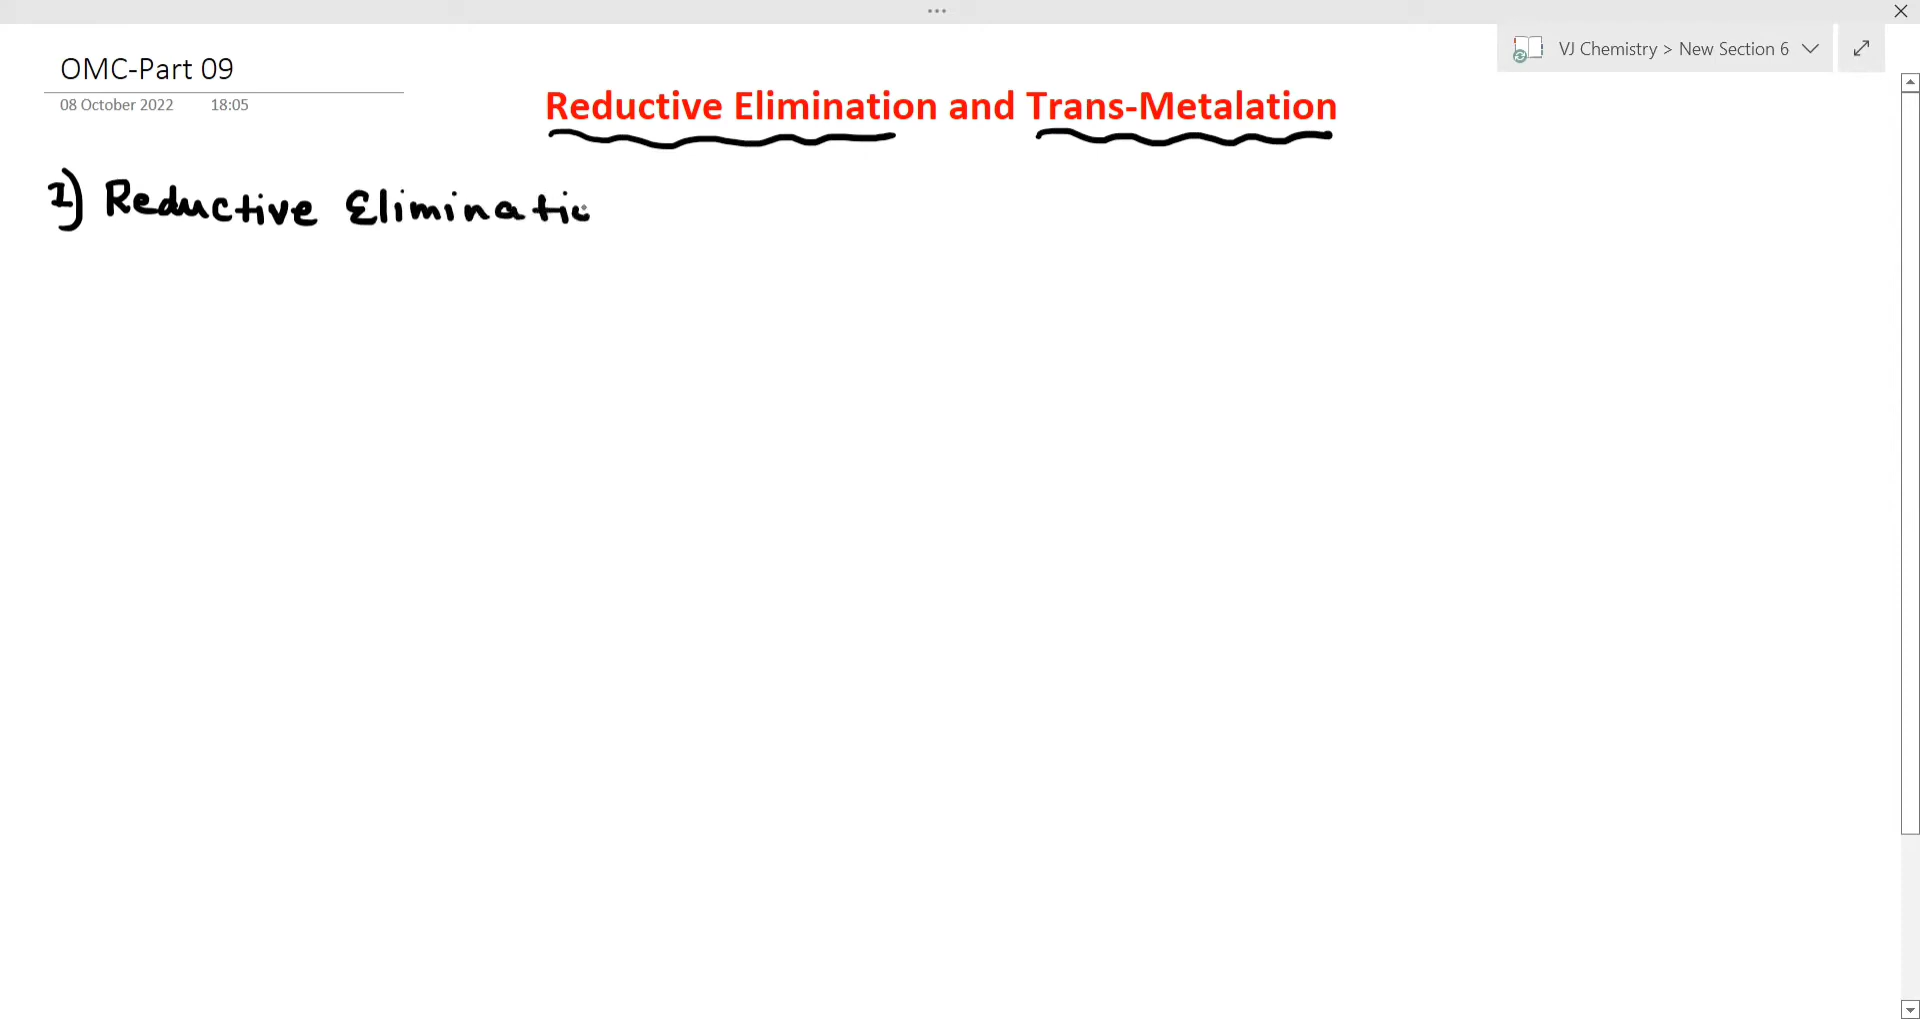 VJ Chemistry > New Section 6
OMC-Part 09
08 October 2022 18:05
Reductive Elimination and Trans-Metalation
1) Reductive Eliminatio